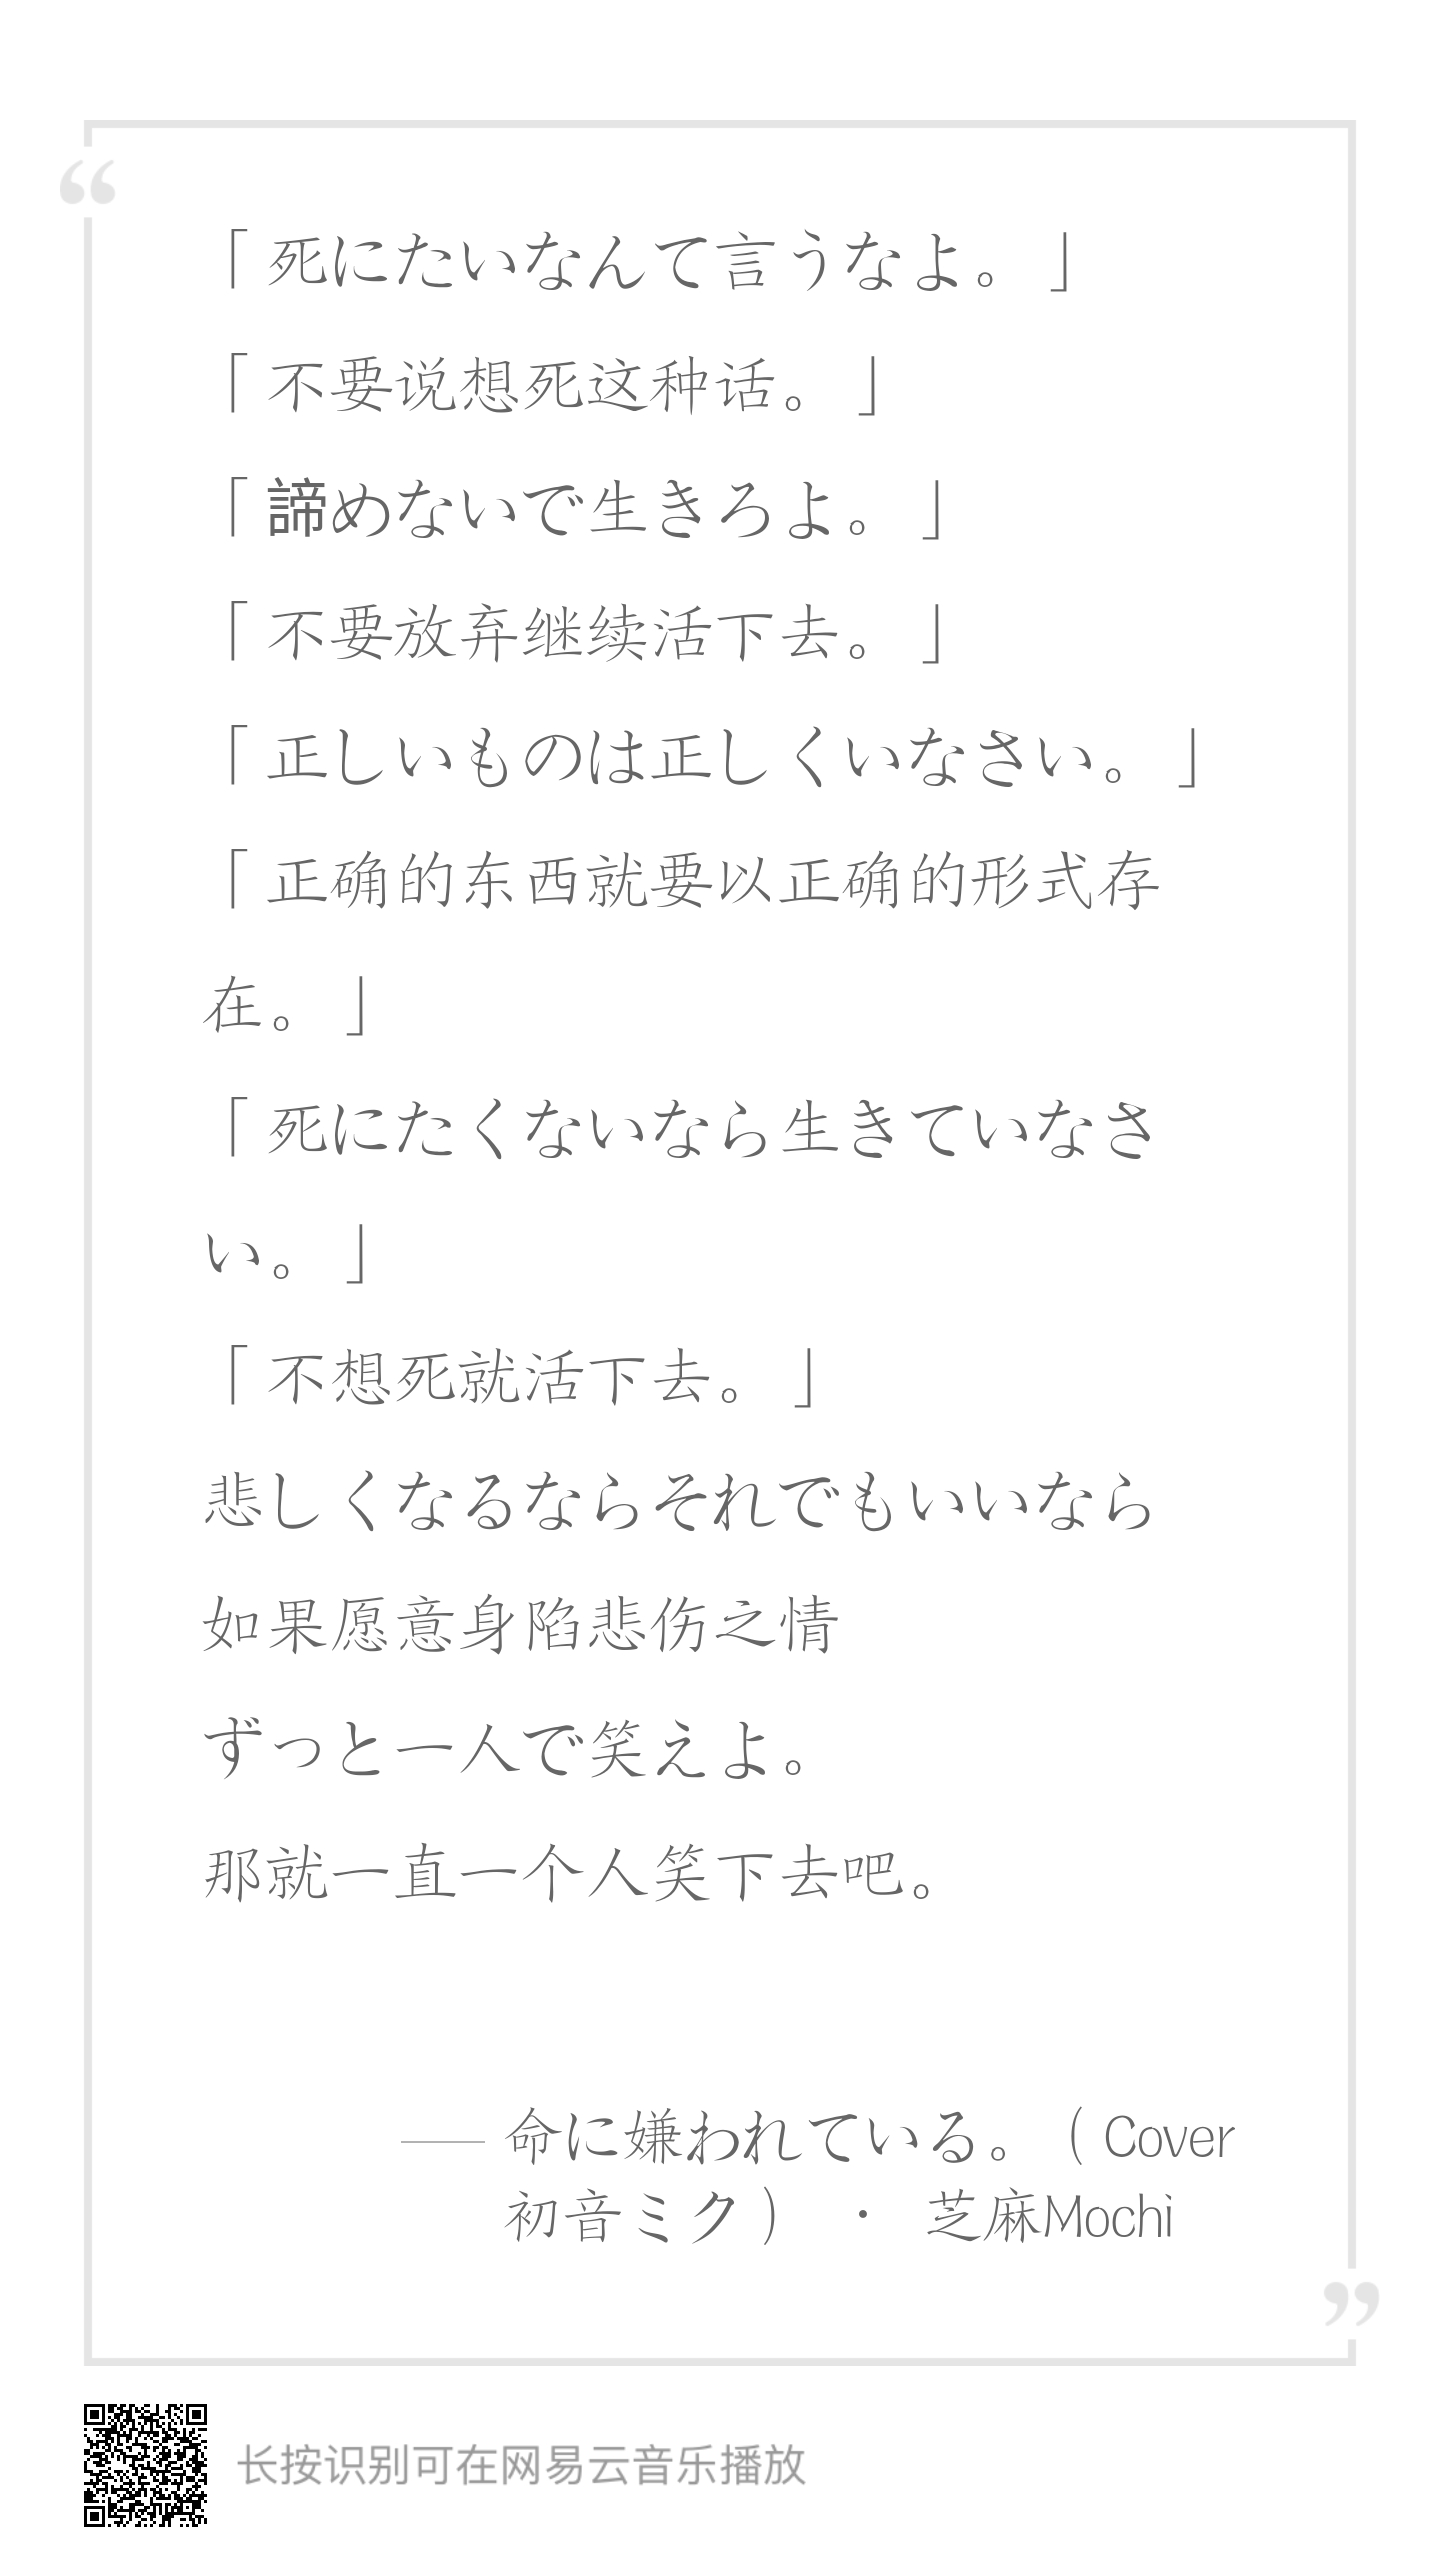 “
「死にたいなんて言うなよ。」
「不要说想死这种话。」
「諦めないで生きろよ。」
「不要放弃继续活下去。」
「正しいものは正しくいなさい。」
「正确的东西就要以正确的形式存
在。」
「死にたくないなら生きていなさ
い。」
「不想死就活下去。」
悲しくなるならそれでもいいなら
如果愿意身陷悲伤之情
ずっと一人で笑えよ。
那就一直一个人笑下去吧。
—— 命に嫌われている。（Cover
初音ミク） · 芝麻Mochi
”
长按识别可在网易云音乐播放